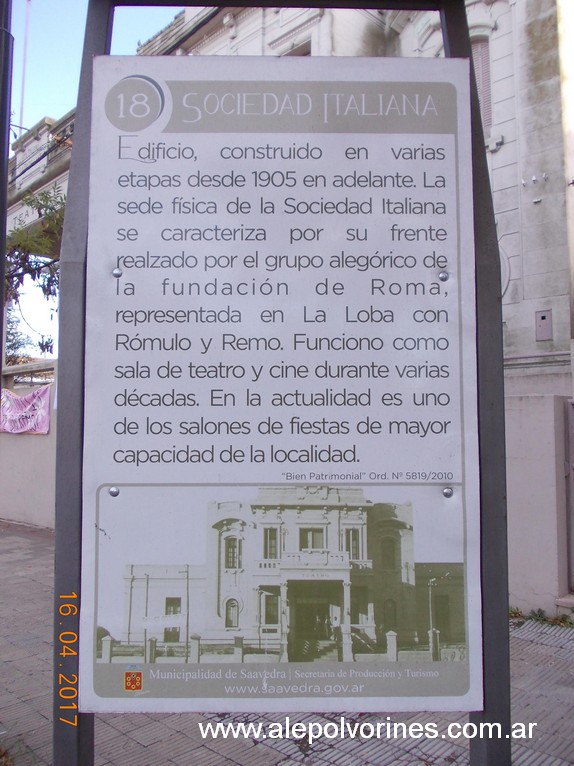 18 SOCIEDAD ITALIANA
Edificio, construido en varias
etapas desde 1905 en adelante. La
sede física de la Sociedad Italiana
se caracteriza por su frente
realzado por el grupo alegórico de
la fundación de Roma,
representada en La Loba con
Rómulo y Remo. Funciono como
sala de teatro y cine durante varias
décadas. En la actualidad es uno
de los salones de fiestas de mayor
capacidad de la localidad.
"Bien Patrimonial" Ord. Nº 5819/2010
Municipalidad de Saavedra | Secretaría de Producción y Turismo
www.saavedra.gov.ar
16.04.2017
www.alepolvorines.com.ar